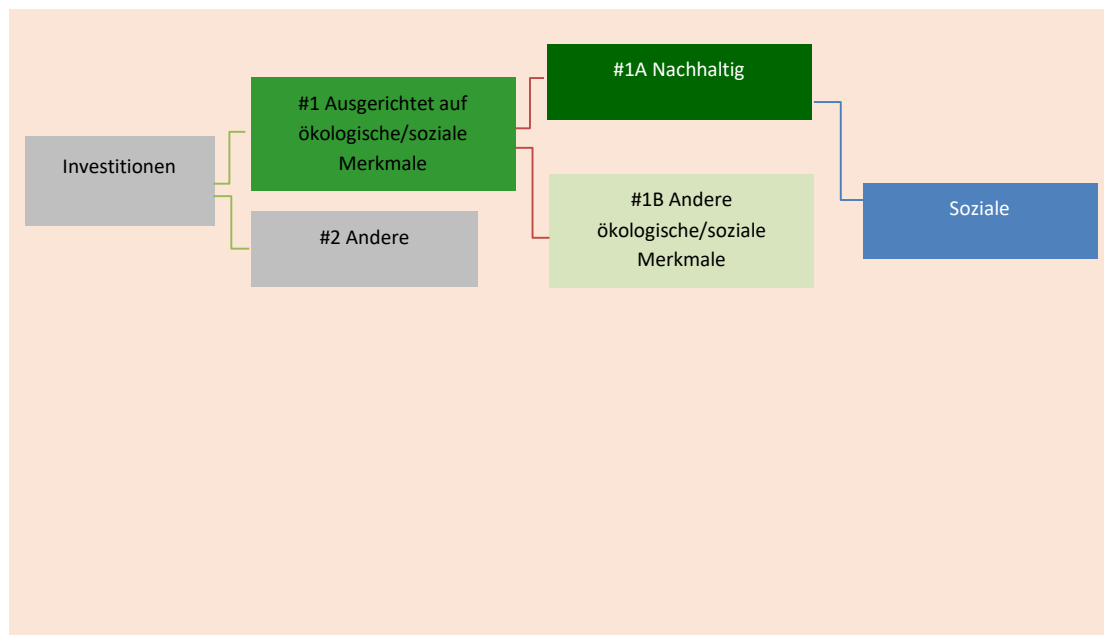 Investitionen
#1 Ausgerichtet auf
ökologische/soziale
Merkmale
#2 Andere
#1A Nachhaltig
#1B Andere
ökologische/soziale
Merkmale
Soziale